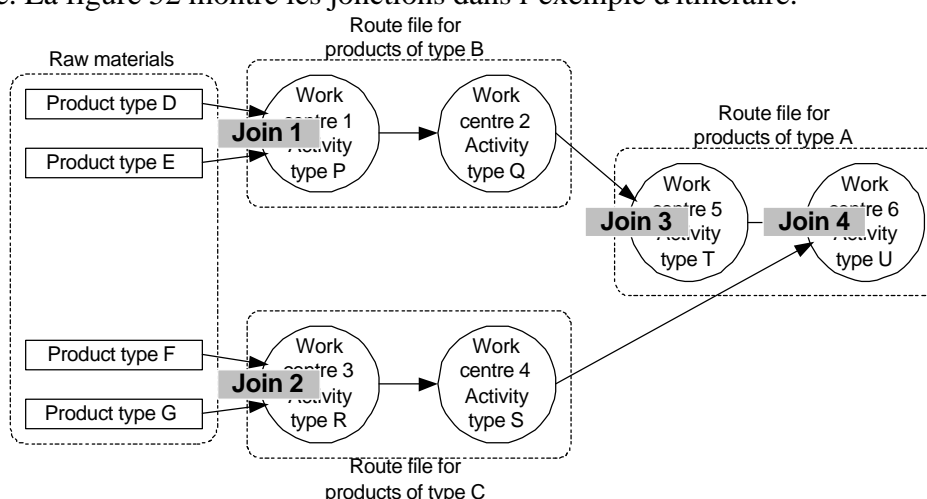 e. La figure 32 montre les jonctions dans l'exemple d'itinéraire.
Route file for
products of type B
Raw materials
Product type D
Product type E
Join 1
Work
centre 1
Activity
type P
Work
centre 2
Activity
type Q
Route file for
products of type A
Join 3
Work
centre 5
Activity
type T
Join 4
Work
centre 6
Activity
type U
Product type F
Product type G
Join 2
Work
centre 3
Activity
type R
Work
centre 4
Activity
type S
Route file for
products of type C